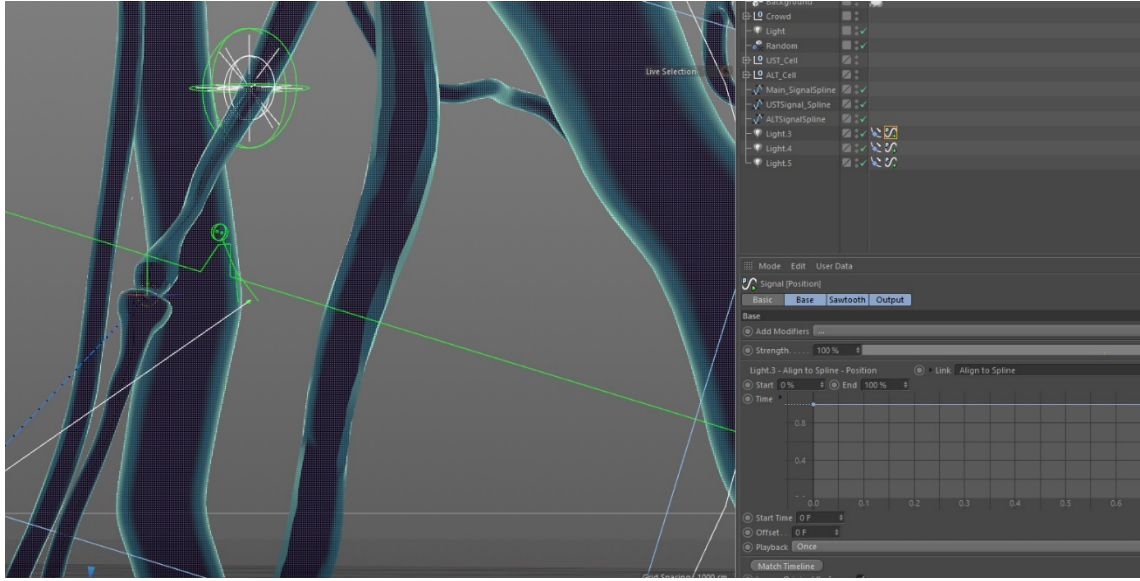 Background
Crowd
Light
Random
UST_Cell
Live Selection
ALT_Cell
Main_SignalSpline
USTSignal_Spline
ALTSignalSpline
Light.3
Light.4
Light.5
Mode Edit User Data
Signal [Position]
Basic Base Sawtooth Output
Base
Add Modifiers ...
Strength..... 100 %
Light.3 - Align to Spline - Position Link Align to Spline
Start 0 % End 100 %
Time
0.8
0.4
0.0 0.1 0.2 0.3 0.4 0.5 0.6
Start Time 0 F
Offset... 0 F
Playback Once
Match Timeline
Grid Spacing : 1000 cm